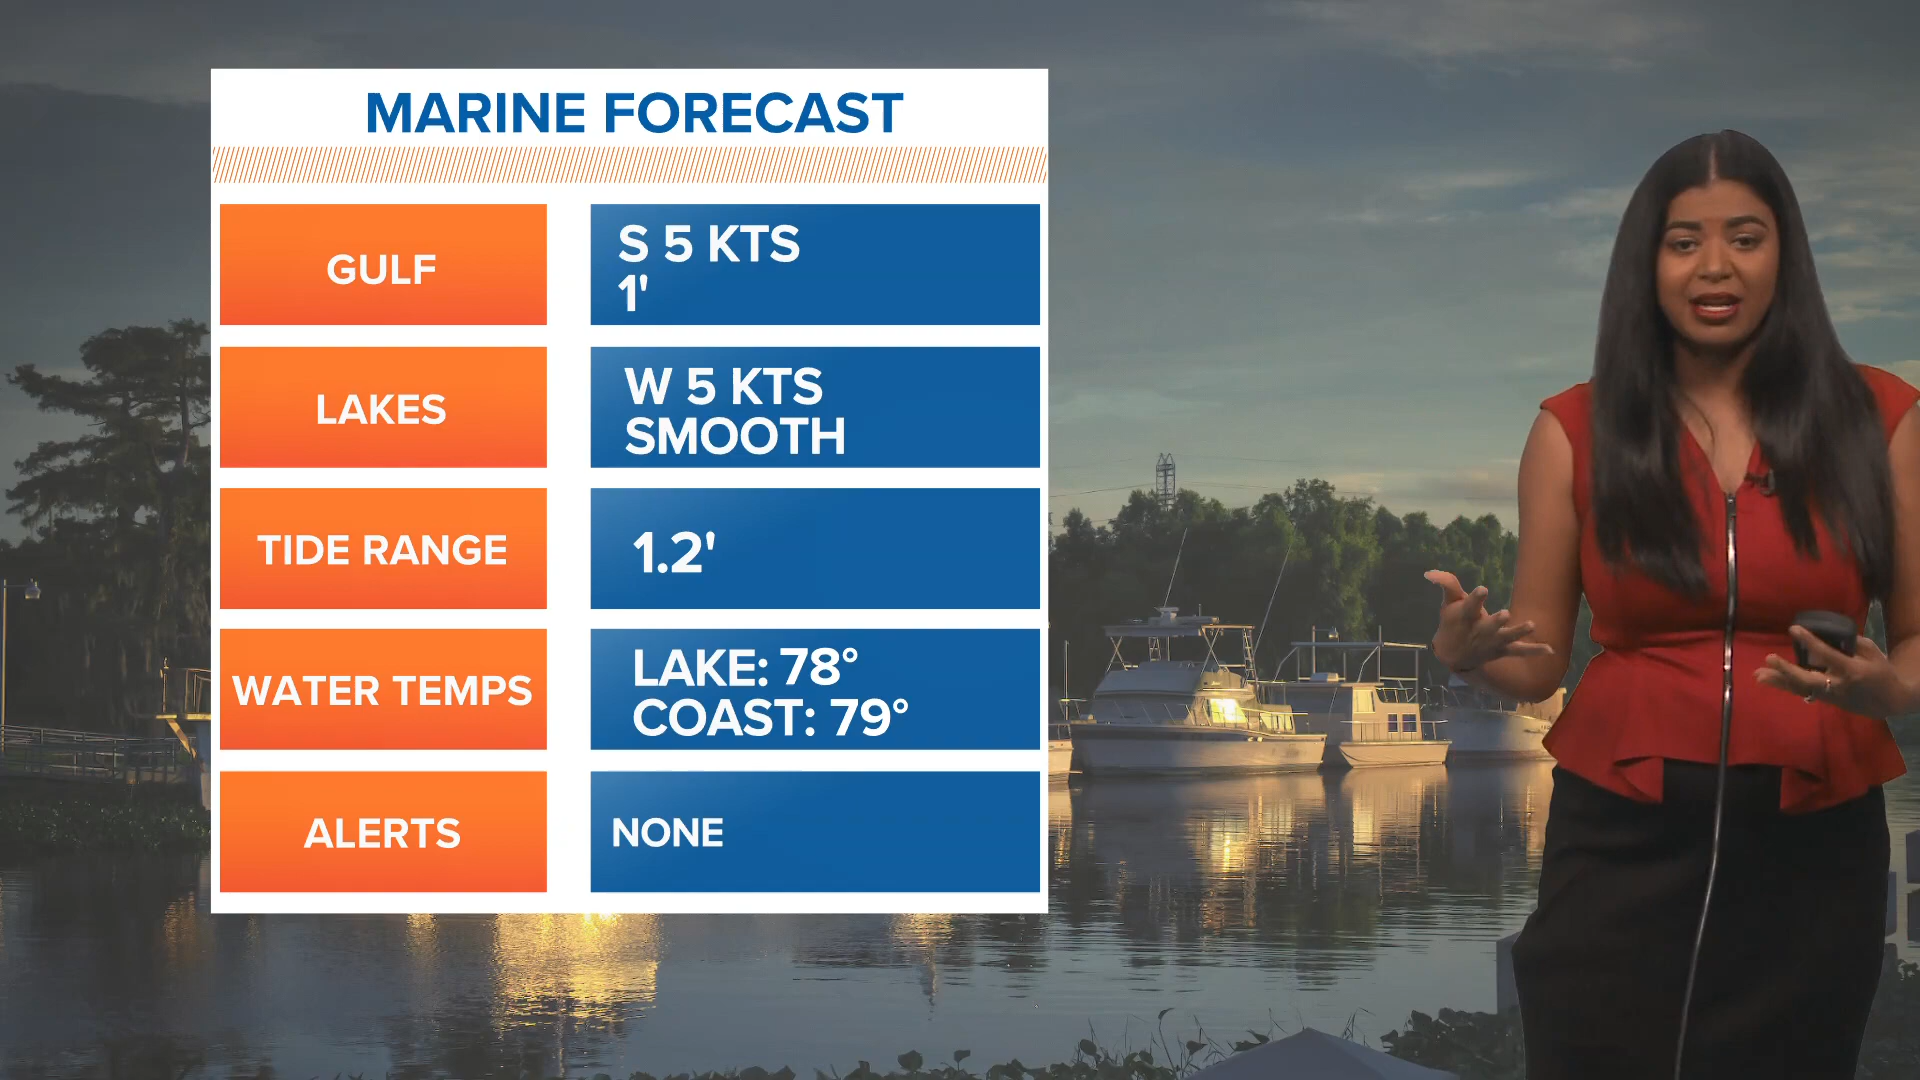 MARINE FORECAST
GULF
S 5 KTS
1'
LAKES
W 5 KTS
SMOOTH
TIDE RANGE
1.2'
WATER TEMPS
LAKE: 78°
COAST: 79°
ALERTS
NONE